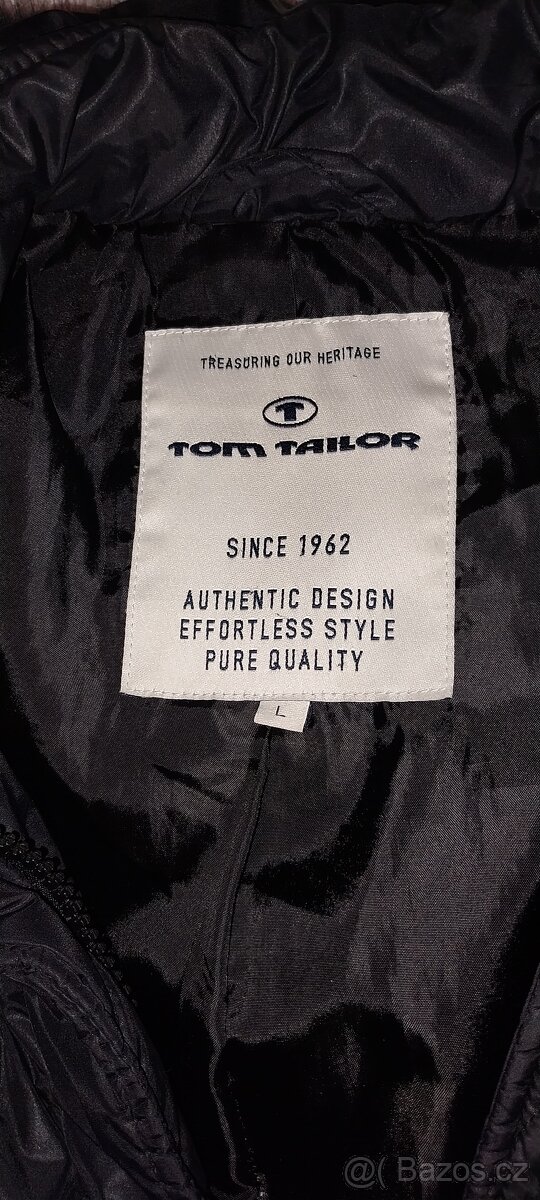 TREASURING OUR HERITAGE
T
TOM TAILOR
SINCE 1962
AUTHENTIC DESIGN
EFFORTLESS STYLE
PURE QUALITY
L
@( Bazos.cz